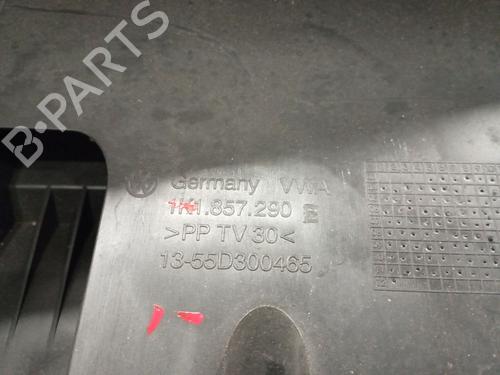 B-PARTS
Germany VWA
1K1.857.290 E
>PP TV 30<
13-55D300465